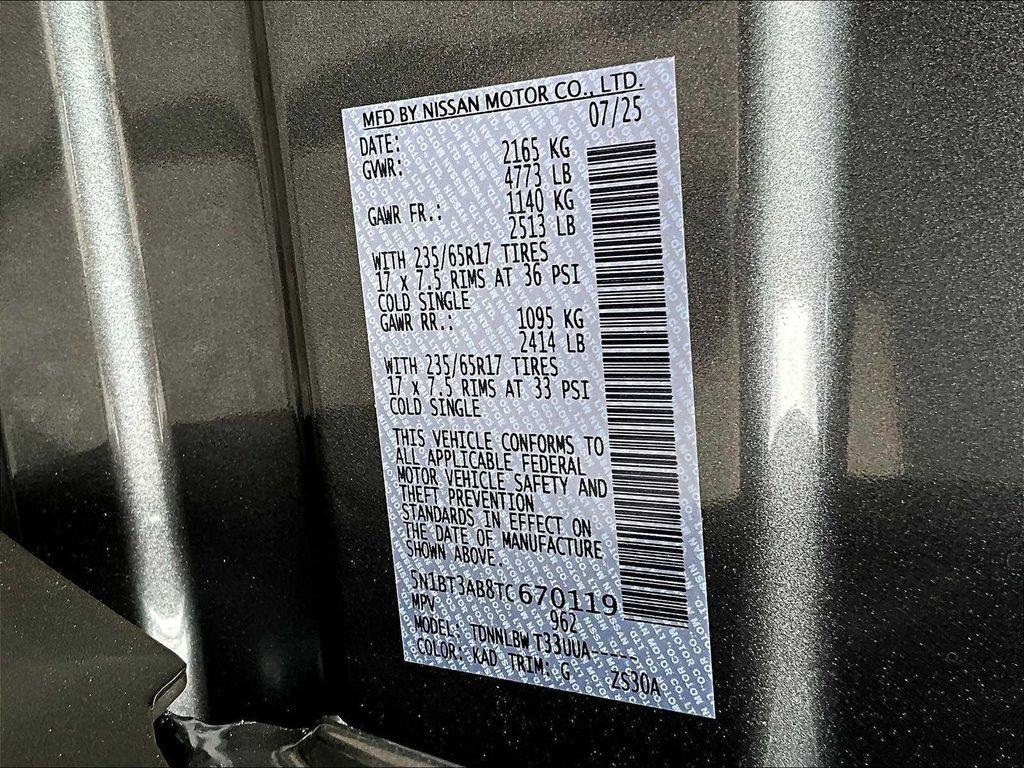 MFD BY NISSAN MOTOR CO., LTD.
DATE: 07/25
GVWR: 2165 KG
4773 LB
GAWR FR.: 1140 KG
2513 LB
WITH 235/65R17 TIRES
17 x 7.5 RIMS AT 36 PSI
COLD SINGLE
GAWR RR.: 1095 KG
2414 LB
WITH 235/65R17 TIRES
17 x 7.5 RIMS AT 33 PSI
COLD SINGLE
THIS VEHICLE CONFORMS TO
ALL APPLICABLE FEDERAL
MOTOR VEHICLE SAFETY AND
THEFT PREVENTION
STANDARDS IN EFFECT ON
THE DATE OF MANUFACTURE
SHOWN ABOVE.
5N1BT3AB8TC670119
MPV 962
MODEL: TDNNLBW T33UUA-----
COLOR: KAD TRIM: G ZS30A